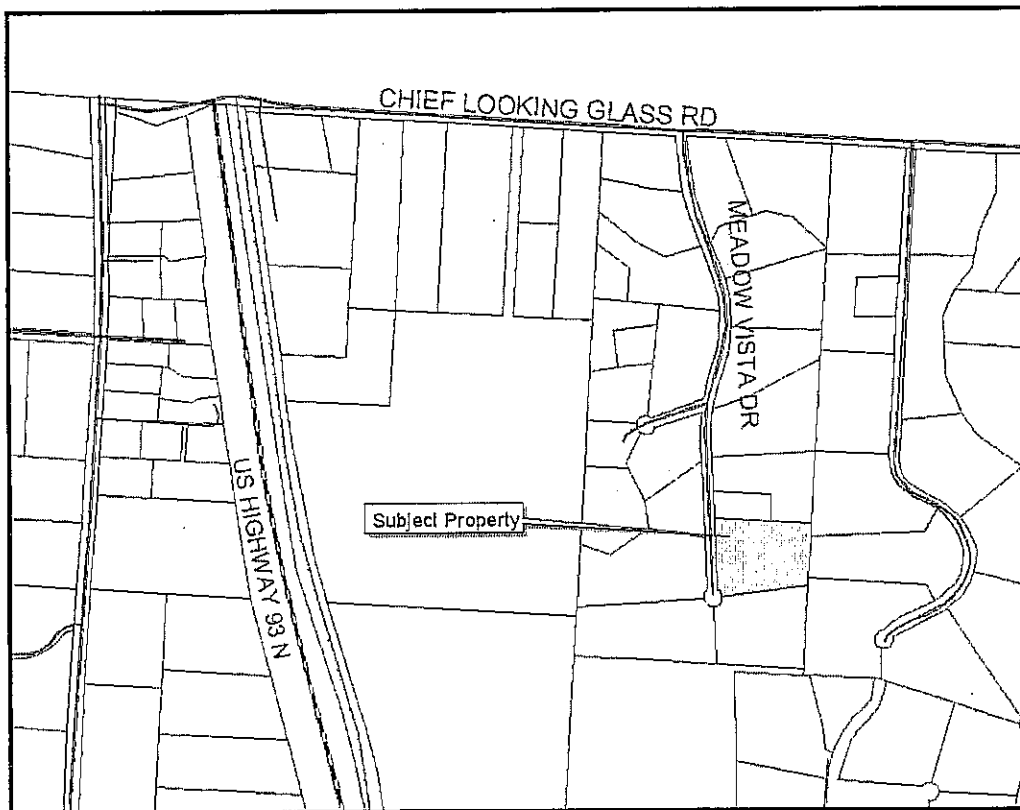 CHIEF LOOKING GLASS RD
MEADOW VISTA DR
Subject Property
US HIGHWAY 93 N